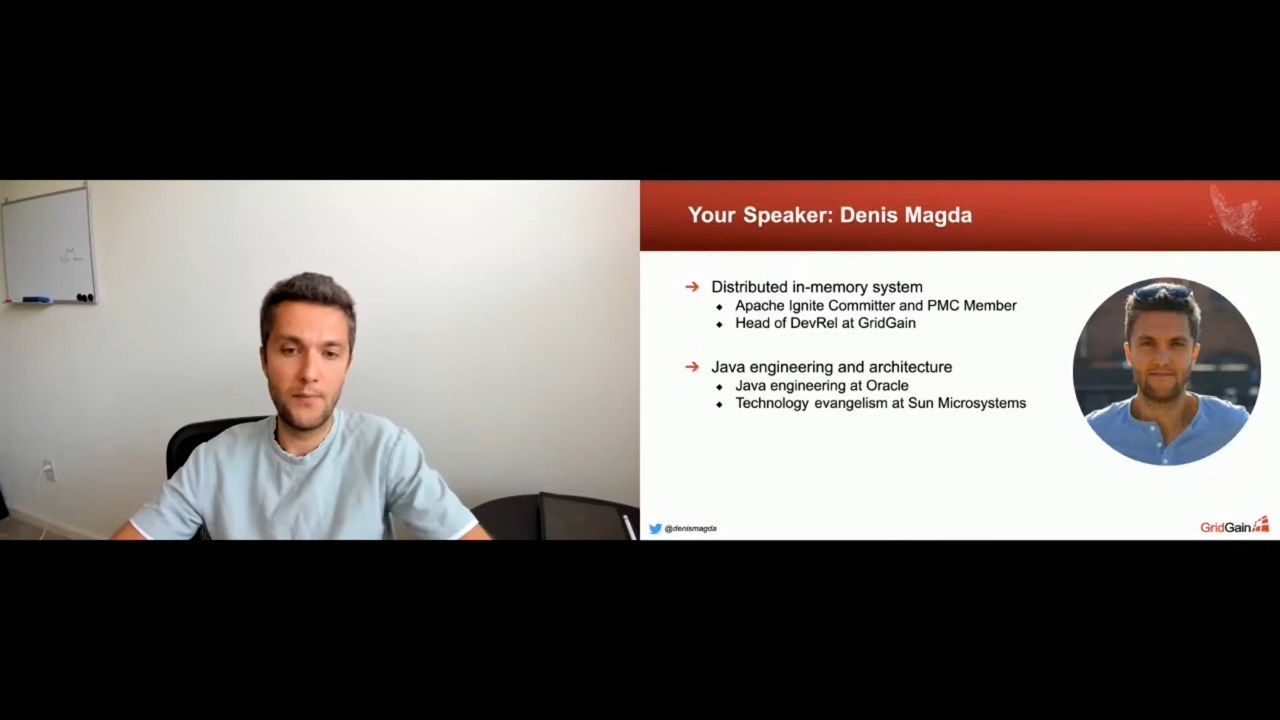 Your Speaker: Denis Magda
Distributed in-memory system
Apache Ignite Committer and PMC Member
Head of DevRel at GridGain
Java engineering and architecture
Java engineering at Oracle
Technology evangelism at Sun Microsystems
@denismagda
GridGain